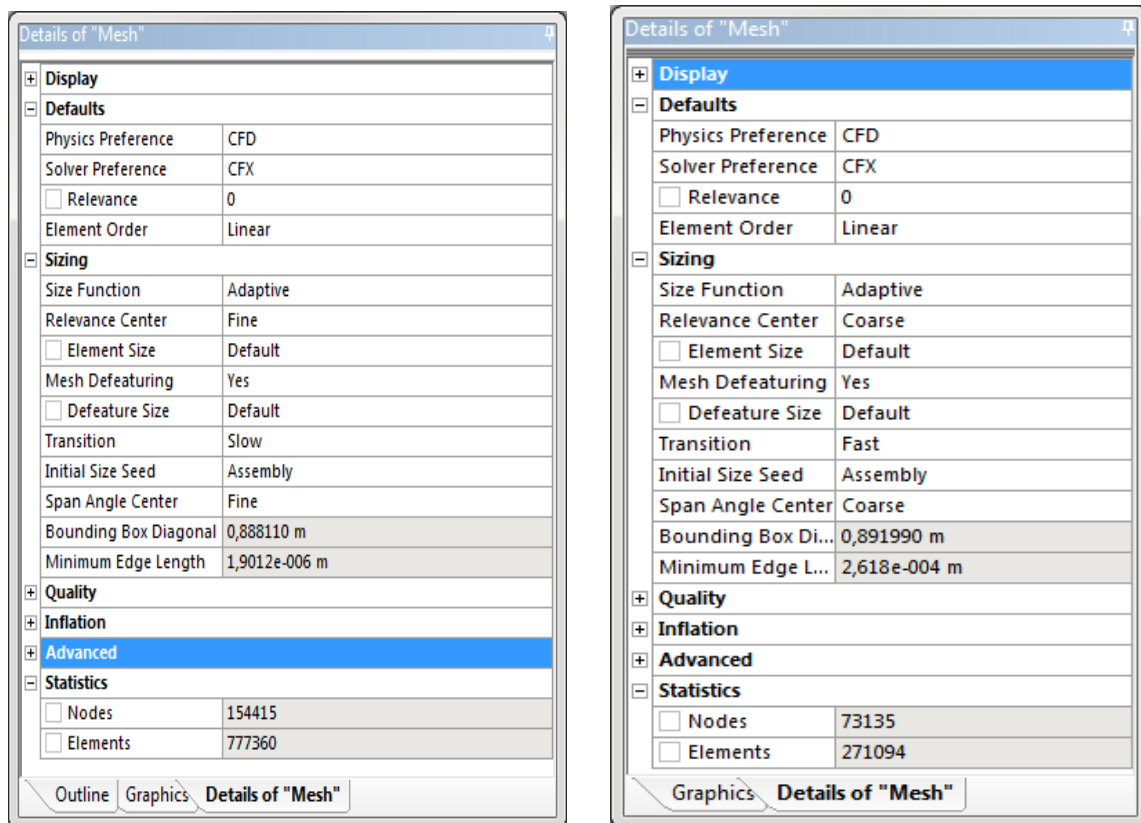 Details of "Mesh"
Display
Defaults
Physics Preference CFD
Solver Preference CFX
Relevance 0
Element Order Linear
Sizing
Size Function Adaptive
Relevance Center Fine
Element Size Default
Mesh Defeaturing Yes
Defeature Size Default
Transition Slow
Initial Size Seed Assembly
Span Angle Center Fine
Bounding Box Diagonal 0,888110 m
Minimum Edge Length 1,9012e-006 m
Quality
Inflation
Advanced
Statistics
Nodes 154415
Elements 777360
Outline Graphics Details of "Mesh"
Details of "Mesh"
Display
Defaults
Physics Preference CFD
Solver Preference CFX
Relevance 0
Element Order Linear
Sizing
Size Function Adaptive
Relevance Center Coarse
Element Size Default
Mesh Defeaturing Yes
Defeature Size Default
Transition Fast
Initial Size Seed Assembly
Span Angle Center Coarse
Bounding Box Di... 0,891990 m
Minimum Edge L... 2,618e-004 m
Quality
Inflation
Advanced
Statistics
Nodes 73135
Elements 271094
Graphics Details of "Mesh"